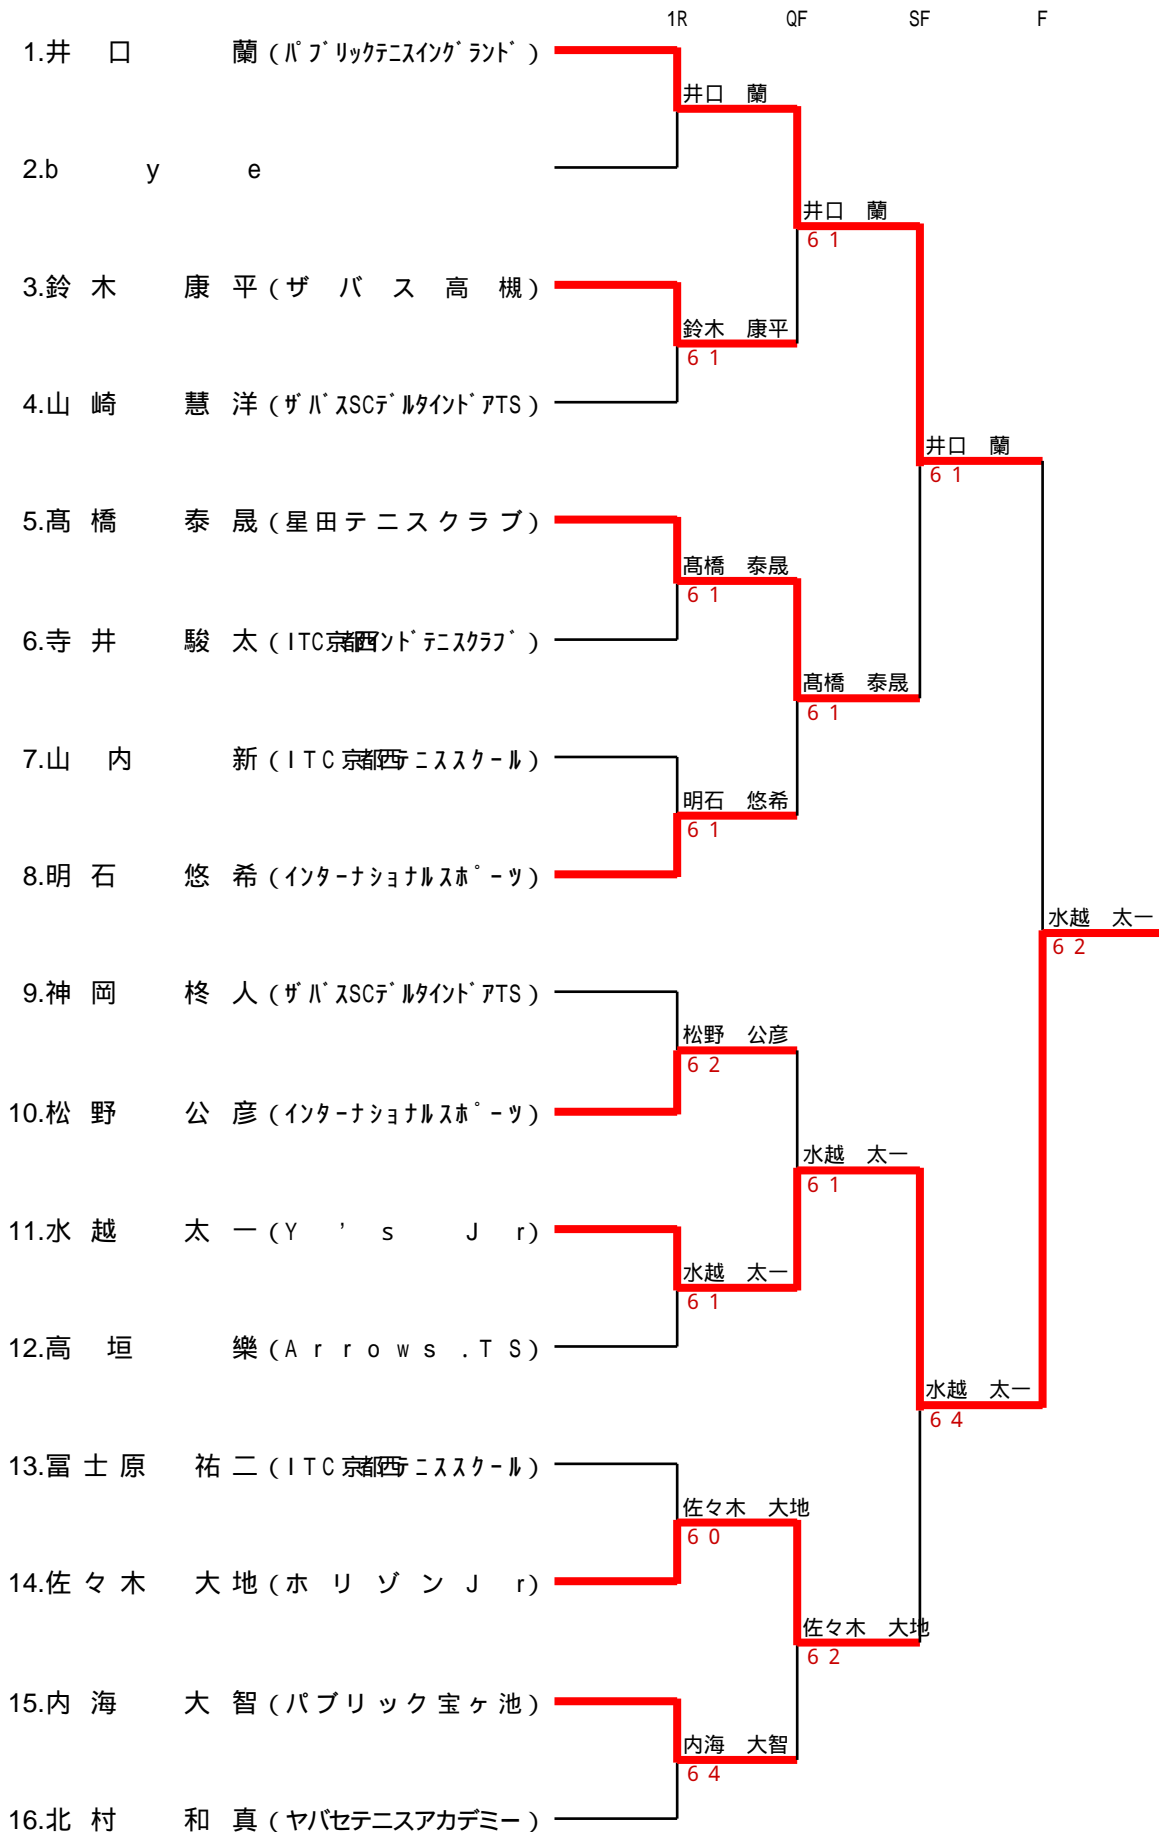 1R QF SF F
1.井 口 蘭 (ﾊﾟﾌﾞﾘｯｸﾃﾆｽｲﾝｸﾞﾗﾝﾄﾞ)
井口 蘭
2.b y e
井口 蘭
6 1
3.鈴 木 康 平 (ザ バ ス 高 槻)
鈴木 康平
6 1
4.山 崎 慧 洋 (ｻﾞﾊﾞｽSCﾃﾞﾙﾀｲﾝﾄﾞｱTS)
井口 蘭
6 1
5.髙 橋 泰 晟 (星田テニスクラブ)
髙橋 泰晟
6 1
6.寺 井 駿 太 (ITC京都西ｲﾝﾄﾞﾃﾆｽｸﾗﾌﾞ)
髙橋 泰晟
6 1
7.山 内 新 (ITC京都西ﾃﾆｽｽｸｰﾙ)
明石 悠希
6 1
8.明 石 悠 希 (ｲﾝﾀｰﾅｼｮﾅﾙｽﾎﾟｰﾂ)
水越 太一
6 2
9.神 岡 柊 人 (ｻﾞﾊﾞｽSCﾃﾞﾙﾀｲﾝﾄﾞｱTS)
松野 公彦
6 2
10.松 野 公 彦 (ｲﾝﾀｰﾅｼｮﾅﾙｽﾎﾟｰﾂ)
水越 太一
6 1
11.水 越 太 一 (Y ' s J r)
水越 太一
6 1
12.高 垣 樂 (A r r o w s . T S)
水越 太一
6 4
13.冨 士 原 祐 二 (ITC京都西ﾃﾆｽｽｸｰﾙ)
佐々木 大地
6 0
14.佐 々 木 大 地 (ホ リ ゾ ン J r)
佐々木 大地
6 2
15.内 海 大 智 (パブリック宝ヶ池)
内海 大智
6 4
16.北 村 和 真 (ヤバセテニスアカデミー)